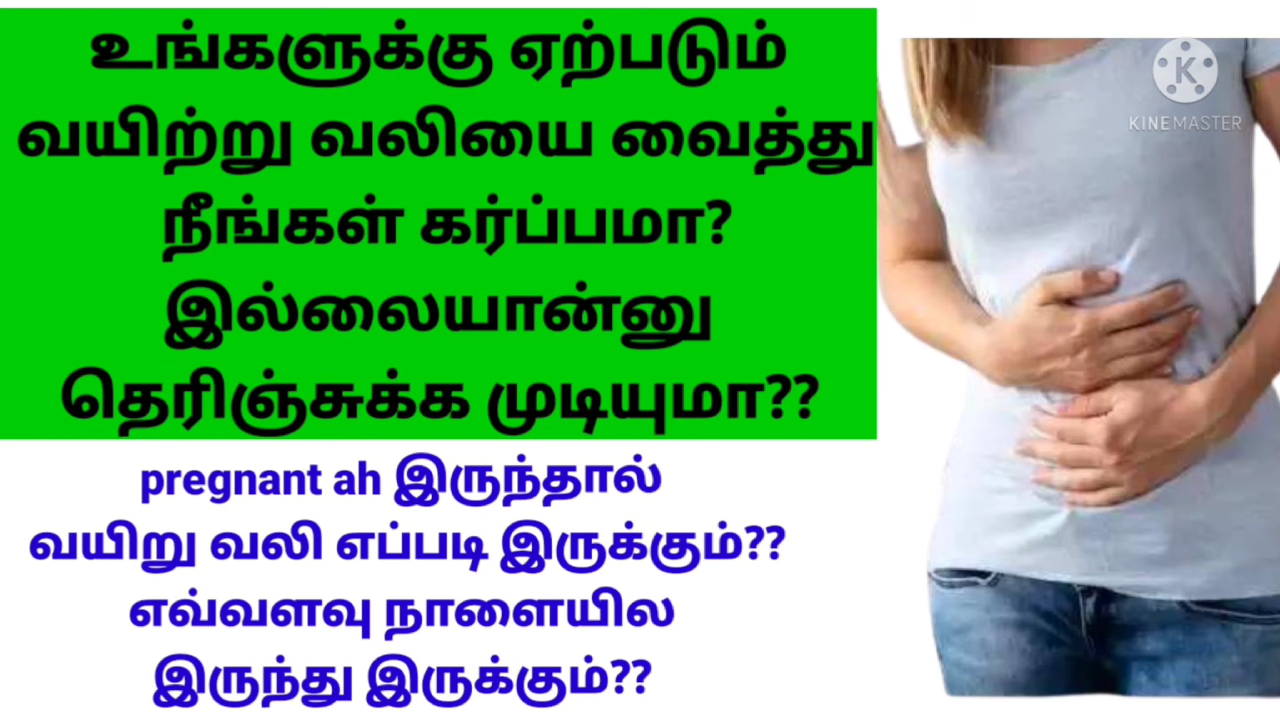 உங்களுக்கு ஏற்படும்
வயிற்று வலியை வைத்து
நீங்கள் கர்ப்பமா?
இல்லையான்னு
தெரிஞ்சுக்க முடியுமா??
pregnant ah இருந்தால்
வயிறு வலி எப்படி இருக்கும்??
எவ்வளவு நாளையில
இருந்து இருக்கும்??
K
KINEMASTER